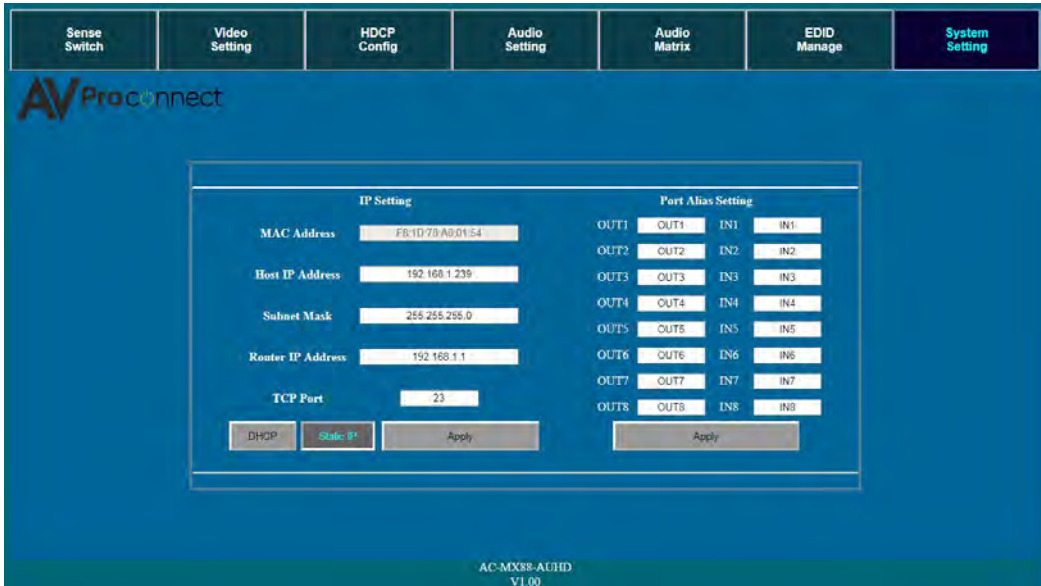 Sense
Switch
Video
Setting
HDCP
Config
Audio
Setting
Audio
Matrix
EDID
Manage
System
Setting
AV Proconnect
IP Setting
MAC Address F8:1D:78:A8:01:54
Host IP Address 192.168.1.239
Subnet Mask 255.255.255.0
Router IP Address 192.168.1.1
TCP Port 23
DHCP Static IP Apply
Port Alias Setting
OUT1 OUT1 IN1 IN1
OUT2 OUT2 IN2 IN2
OUT3 OUT3 IN3 IN3
OUT4 OUT4 IN4 IN4
OUT5 OUT5 IN5 IN5
OUT6 OUT6 IN6 IN6
OUT7 OUT7 IN7 IN7
OUT8 OUT8 IN8 IN8
Apply
AC-MX88-AUHD
V1.00